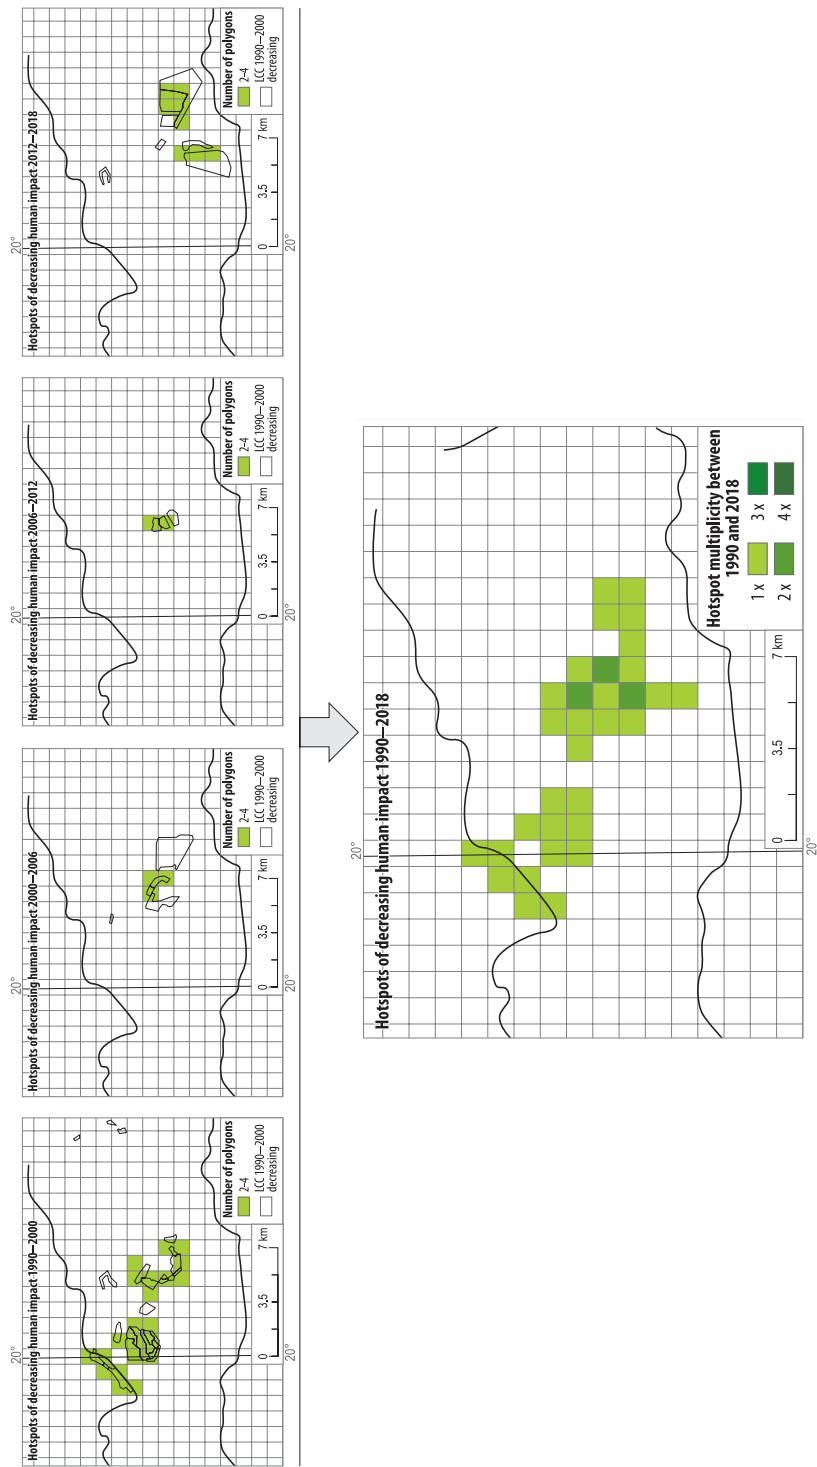 Hotspots of decreasing human impact 1990–2000
20°
Number of polygons
2-4
LCC 1990–2000
decreasing
0 3.5 7 km
20°
Hotspots of decreasing human impact 2000–2006
20°
Number of polygons
2-4
LCC 1990–2000
decreasing
0 3.5 7 km
20°
Hotspots of decreasing human impact 2006–2012
20°
Number of polygons
2-4
LCC 1990–2000
decreasing
0 3.5 7 km
20°
Hotspots of decreasing human impact 2012–2018
20°
Number of polygons
2-4
LCC 1990–2000
decreasing
0 3.5 7 km
20°
Hotspots of decreasing human impact 1990–2018
20°
Hotspot multiplicity between
1990 and 2018
1 x 3 x
2 x 4 x
0 3.5 7 km
20°